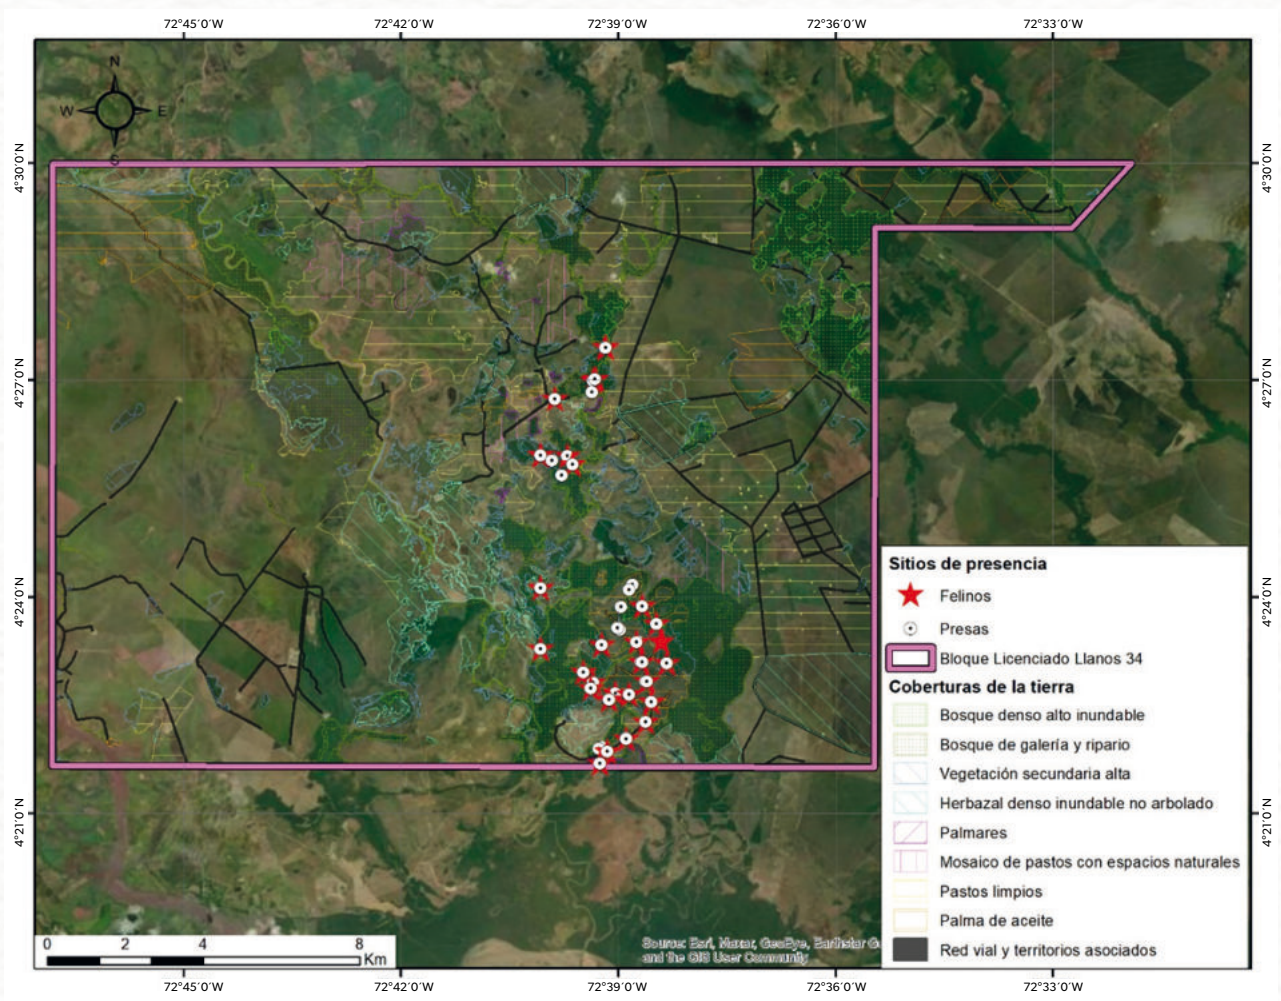 72°45'0"W 72°42'0"W 72°39'0"W 72°36'0"W 72°33'0"W
N
W E
S
4°30'0"N 4°30'0"N
4°27'0"N 4°27'0"N
4°24'0"N 4°24'0"N
4°21'0"N 4°21'0"N
Sitios de presencia
Felinos
Presas
Bloque Licenciado Llanos 34
Coberturas de la tierra
Bosque denso alto inundable
Bosque de galería y ripario
Vegetación secundaria alta
Herbazal denso inundable no arbolado
Palmares
Mosaico de pastos con espacios naturales
Pastos limpios
Palma de aceite
Red vial y territorios asociados
0 2 4 8
Km
Source: Esri, Maxar, GeoEye, Earthstar G
and the GIS User Community
72°45'0"W 72°42'0"W 72°39'0"W 72°36'0"W 72°33'0"W